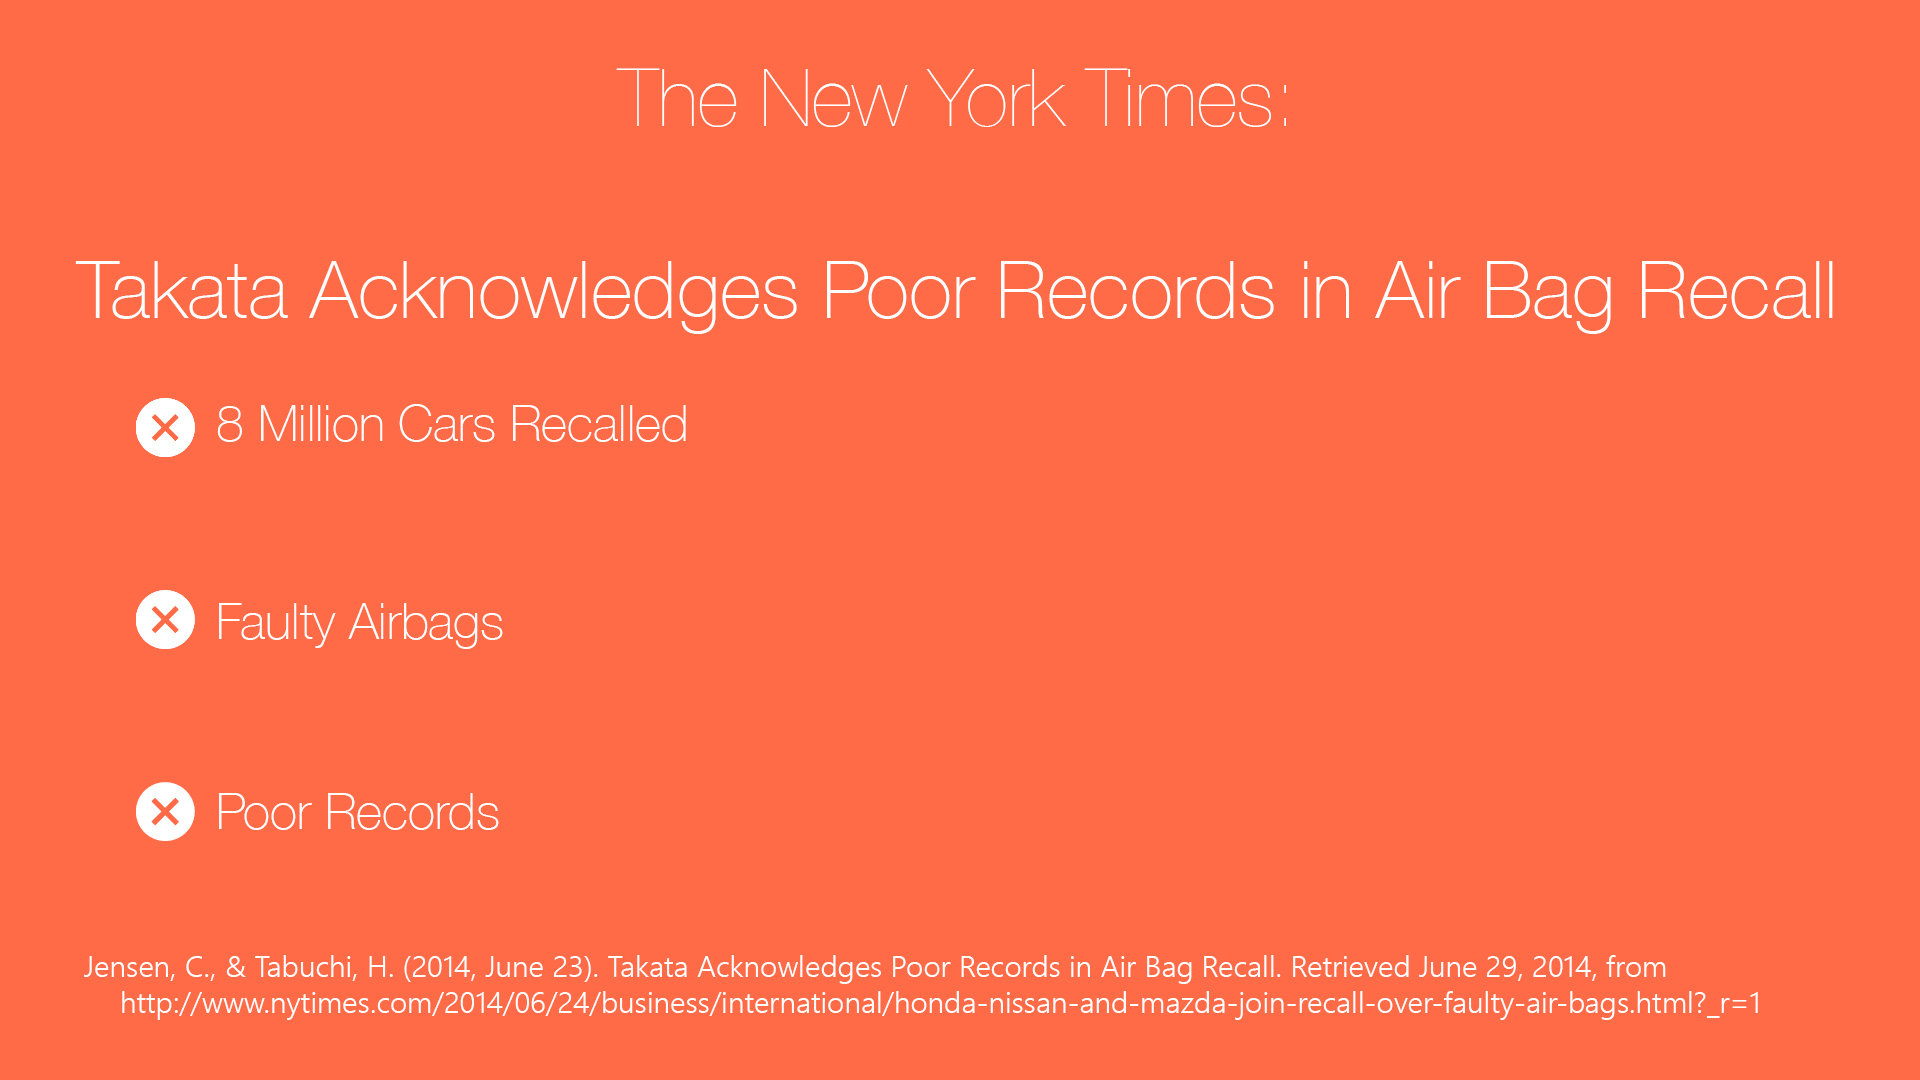 The New York Times:
Takata Acknowledges Poor Records in Air Bag Recall
8 Million Cars Recalled
Faulty Airbags
Poor Records
Jensen, C., & Tabuchi, H. (2014, June 23). Takata Acknowledges Poor Records in Air Bag Recall. Retrieved June 29, 2014, from
http://www.nytimes.com/2014/06/24/business/international/honda-nissan-and-mazda-join-recall-over-faulty-air-bags.html?_r=1